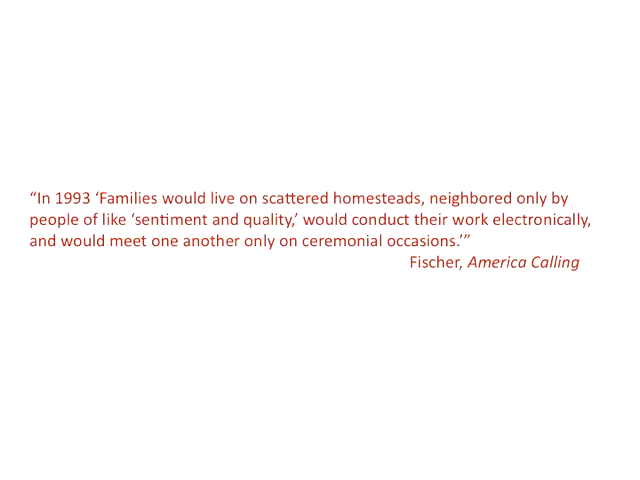 “In 1993 ‘Families would live on scattered homesteads, neighbored only by
people of like ‘sentiment and quality,’ would conduct their work electronically,
and would meet one another only on ceremonial occasions.’”
Fischer, America Calling